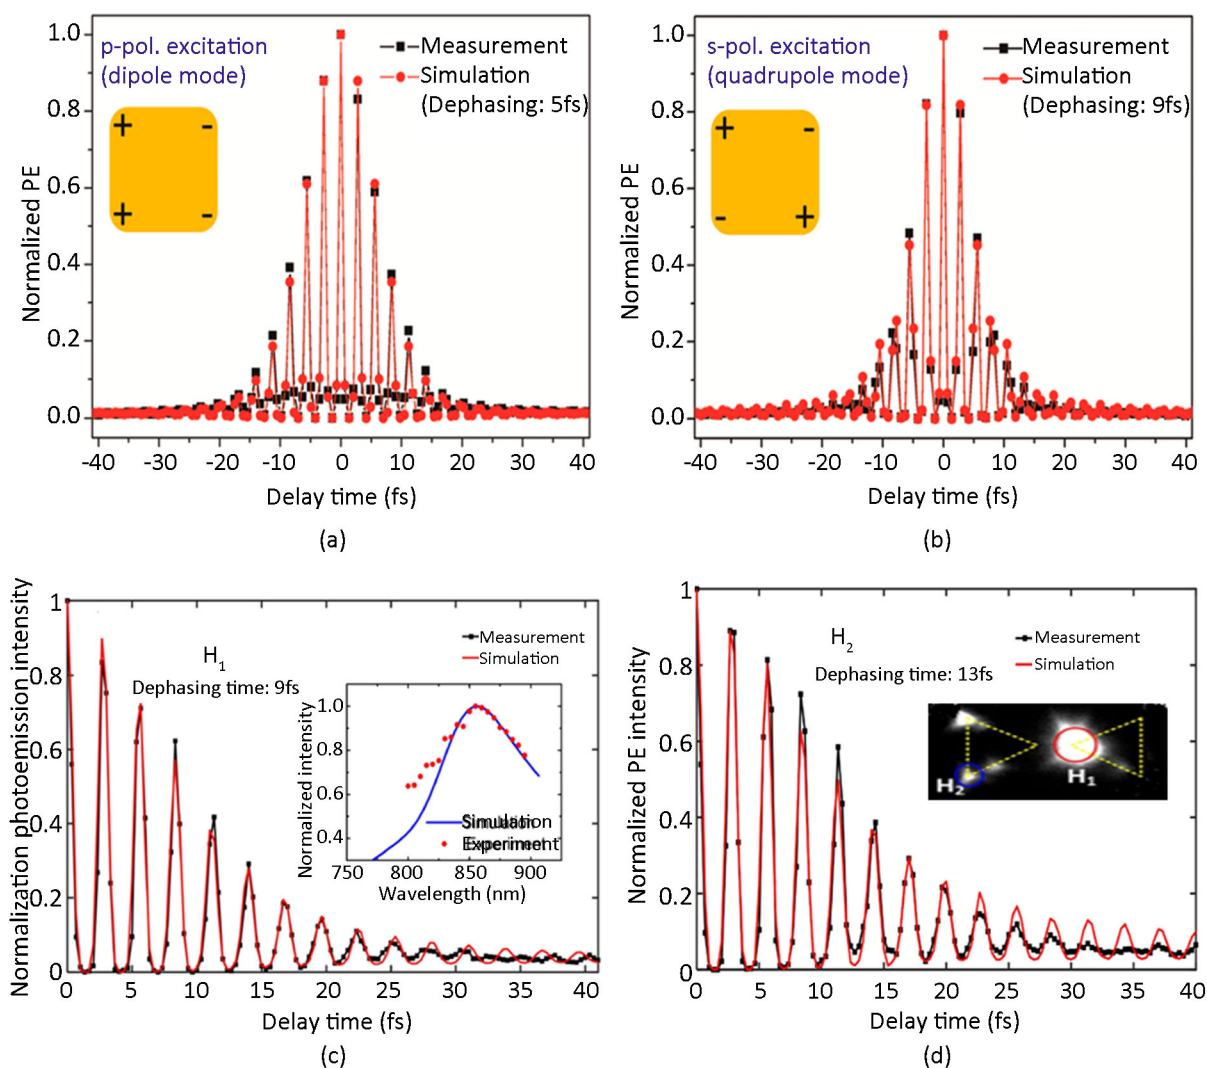 1.0
0.8
0.6
0.4
0.2
0.0
Normalized PE
p-pol. excitation
(dipole mode)
Measurement
Simulation
(Dephasing: 5fs)
+ -
+ -
-40 -30 -20 -10 0 10 20 30 40
Delay time (fs)
(a)
1.0
0.8
0.6
0.4
0.2
0.0
Normalized PE
s-pol. excitation
(quadrupole mode)
Measurement
Simulation
(Dephasing: 9fs)
+ -
- +
-40 -30 -20 -10 0 10 20 30 40
Delay time (fs)
(b)
1
0.8
0.6
0.4
0.2
0
Normalization photoemission intensity
H1
Dephasing time: 9fs
Measurement
Simulation
1.0
0.8
0.6
0.4
0.4
Normalized intensity
Simulation
Experiment
750 800 850 900
Wavelength (nm)
0 5 10 15 20 25 30 35 40
Delay time (fs)
(c)
1
0.8
0.6
0.4
0.2
0
Normalized PE intensity
H2
Dephasing time: 13fs
Measurement
Simulation
H2
H1
0 5 10 15 20 25 30 35 40
Delay time (fs)
(d)